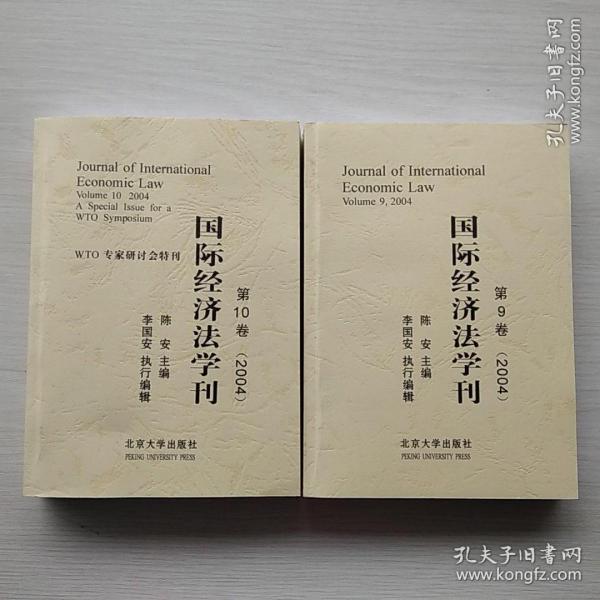 Journal of International
Economic Law
Volume 10 2004
A Special Issue for a
WTO Symposium
WTO 专家研讨会特刊
国际经济法学刊
第10卷（2004）
陈安 主编
李国安 执行编辑
北京大学出版社
PEKING UNIVERSITY PRESS
Journal of International
Economic Law
Volume 9, 2004
国际经济法学刊
第9卷（2004）
陈安 主编
李国安 执行编辑
北京大学出版社
PEKING UNIVERSITY PRESS
孔夫子旧书网
www.kongfz.com
孔夫子旧书网
www.kongfz.com